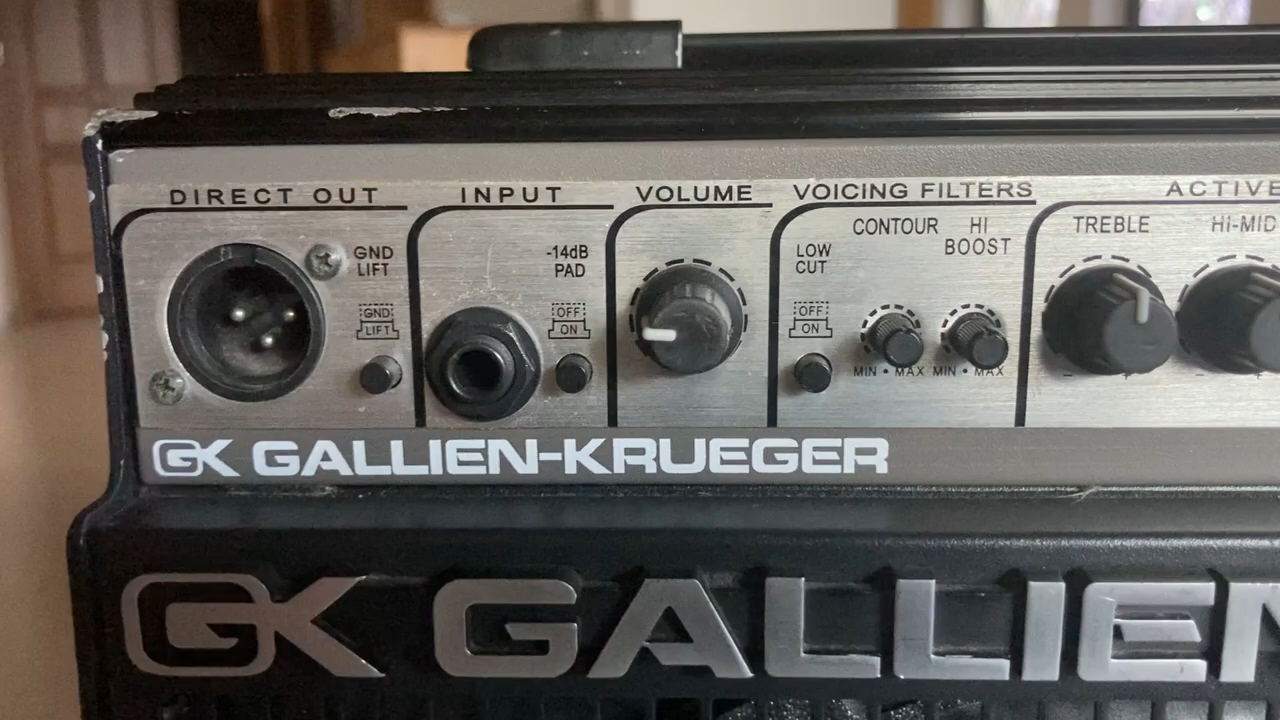 DIRECT OUT
INPUT
VOLUME
VOICING FILTERS
ACTIVE
GND
LIFT
GND
LIFT
-14dB
PAD
OFF
ON
LOW
CUT
OFF
ON
CONTOUR
HI
BOOST
MIN • MAX
MIN • MAX
TREBLE
- +
HI-MID
-
GK GALLIEN-KRUEGER
GK GALLIEN